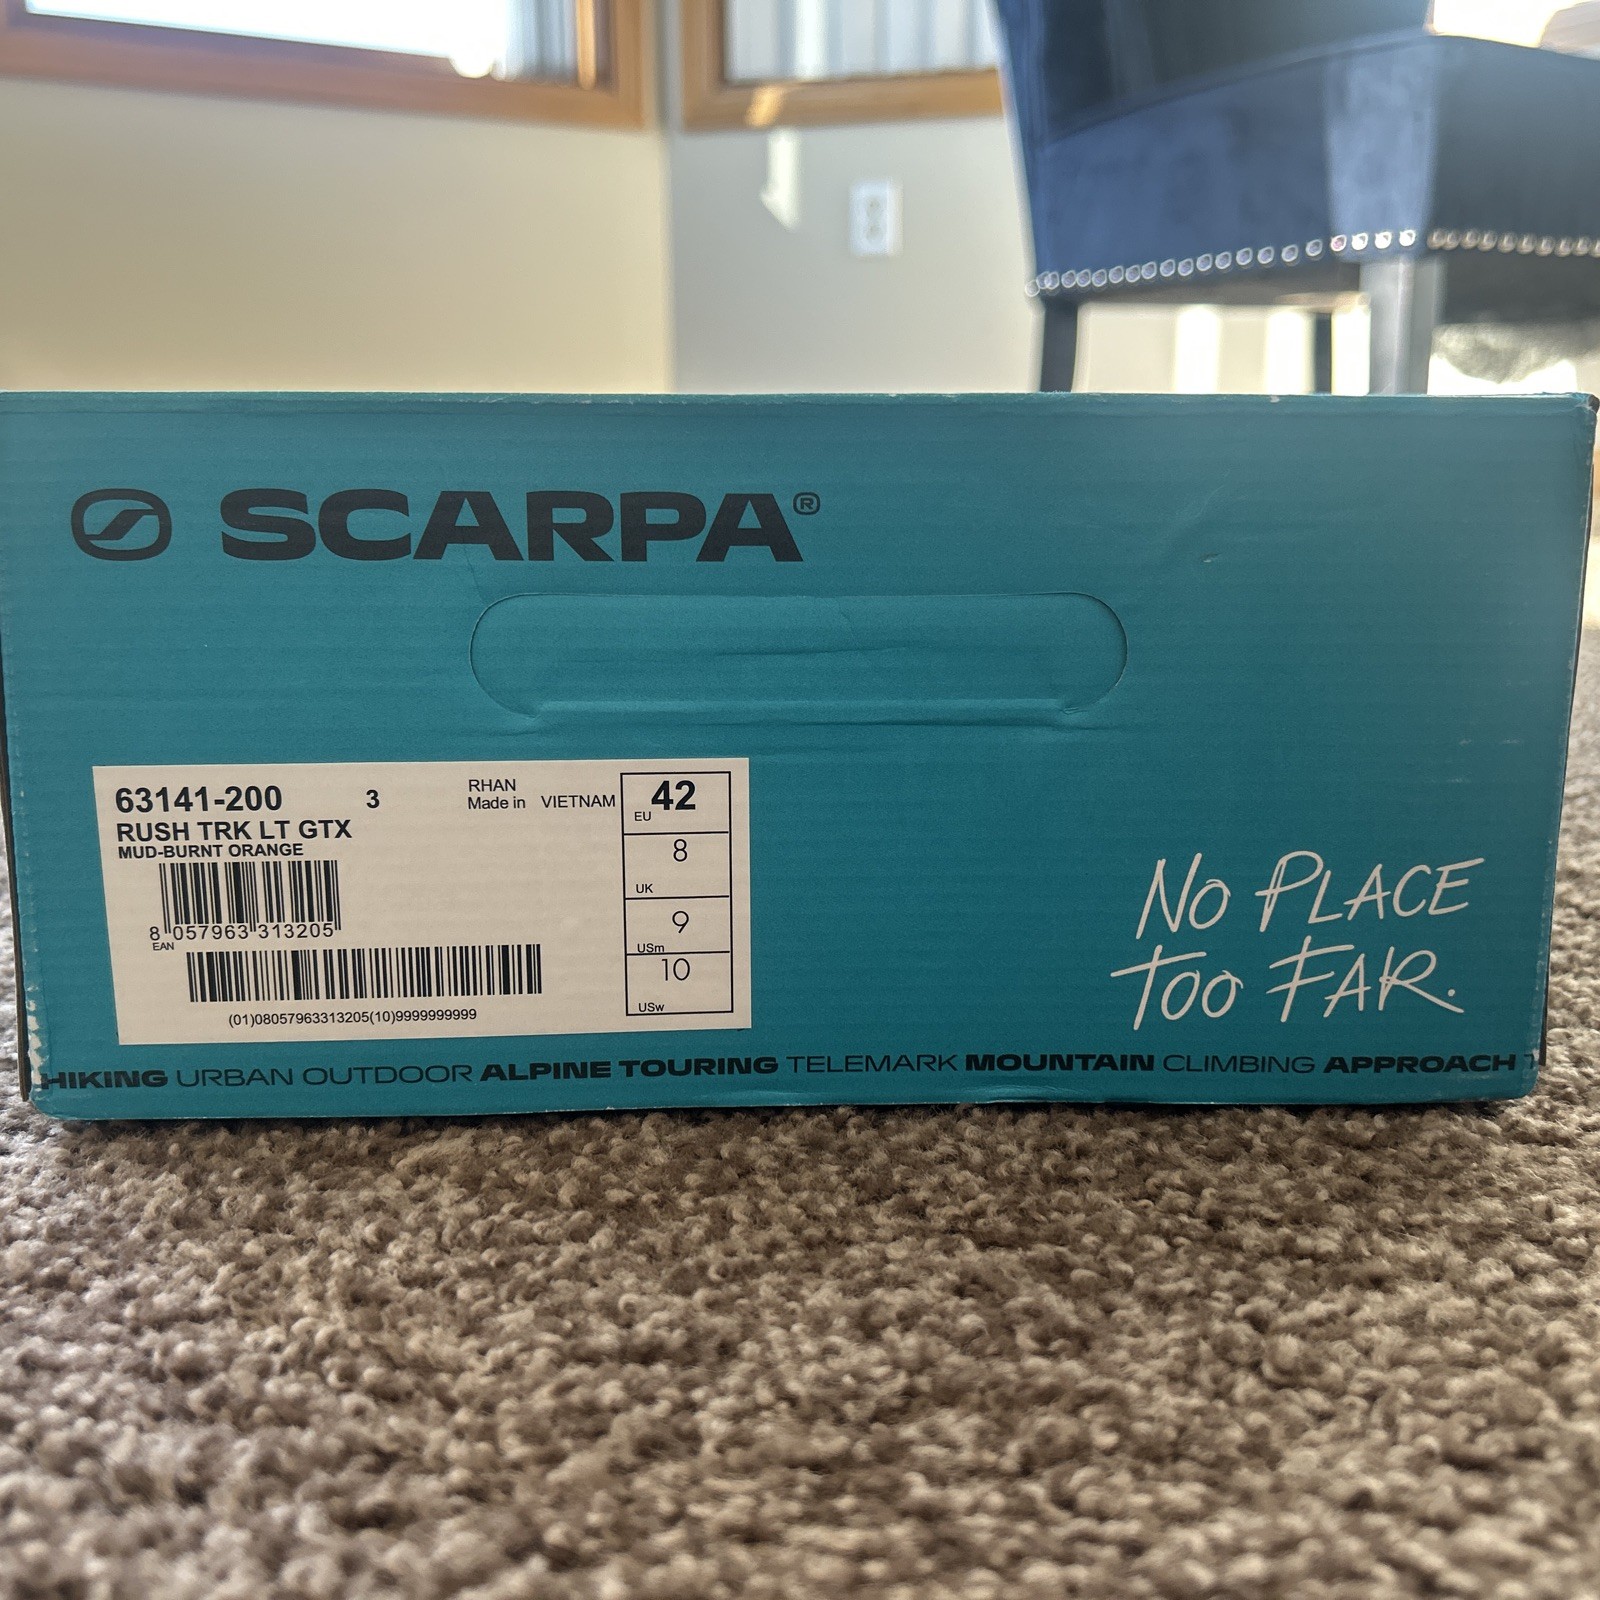 SCARPA®
63141-200 3
RUSH TRK LT GTX
MUD-BURNT ORANGE
RHAN
Made in VIETNAM
42
EU
8
UK
9
USm
10
USw
8 057963 313205
EAN
(01)08057963313205(10)9999999999
NO PLACE
TOO FAR.
HIKING URBAN OUTDOOR ALPINE TOURING TELEMARK MOUNTAIN CLIMBING APPROACH T